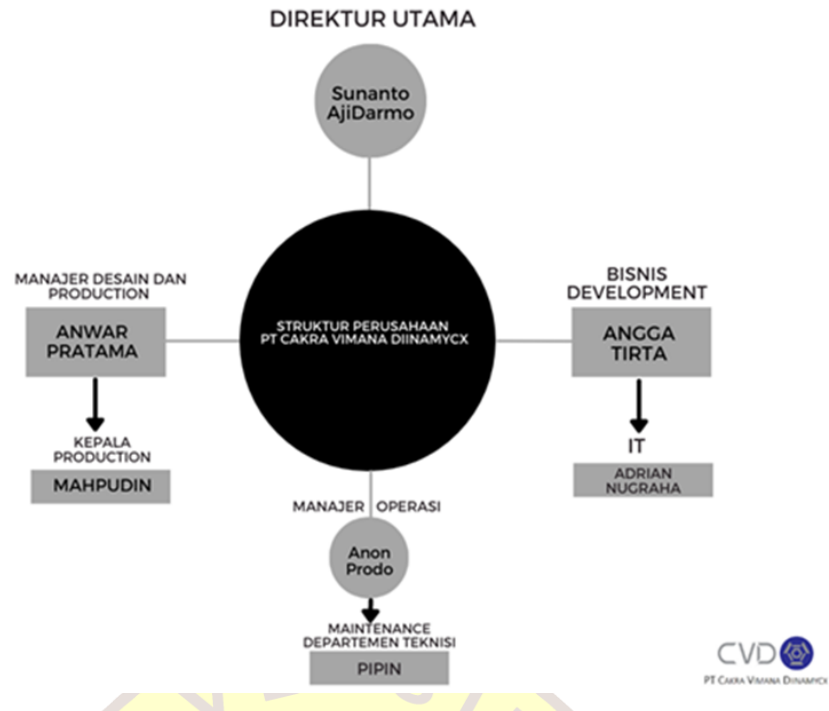 DIREKTUR UTAMA
Sunanto
AjiDarmo
STRUKTUR PERUSAHAAN
PT CAKRA VIMANA DIINAMYCX
MANAJER DESAIN DAN
PRODUCTION
ANWAR
PRATAMA
KEPALA
PRODUCTION
MAHPUDIN
BISNIS
DEVELOPMENT
ANGGA
TIRTA
IT
ADRIAN
NUGRAHA
MANAJER OPERASI
Anon
Prodo
MAINTENANCE
DEPARTEMEN TEKNISI
PIPIN
CVD
PT CAKRA VIMANA DIINAMYCX